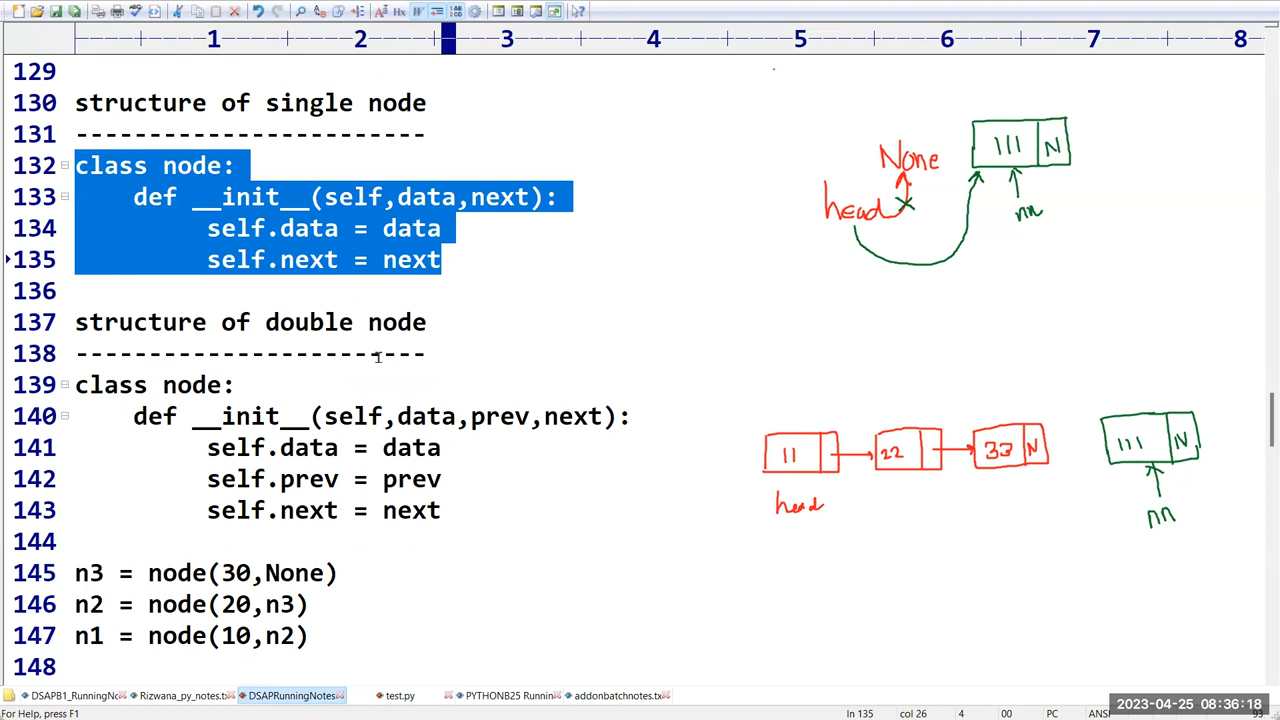 1 2 3 4 5 6 7 8
129
130 structure of single node
131 ------------------------
132 class node:
133 def __init__(self,data,next):
134 self.data = data
135 self.next = next
136
137 structure of double node
138 ------------------------
139 class node:
140 def __init__(self,data,prev,next):
141 self.data = data
142 self.prev = prev
143 self.next = next
144
145 n3 = node(30,None)
146 n2 = node(20,n3)
147 n1 = node(10,n2)
148
None 111 N
head nn
11 22 33 N 111 N
head nn
DSAPB1_RunningNc Rizwana_py_notes.t DSAPRunningNotes test.py PYTHONB25 Runnin addonbatchnotes.tx
For Help, press F1 ln 135 col 26 4 00 PC ANSI
2023-04-25 08:36:18